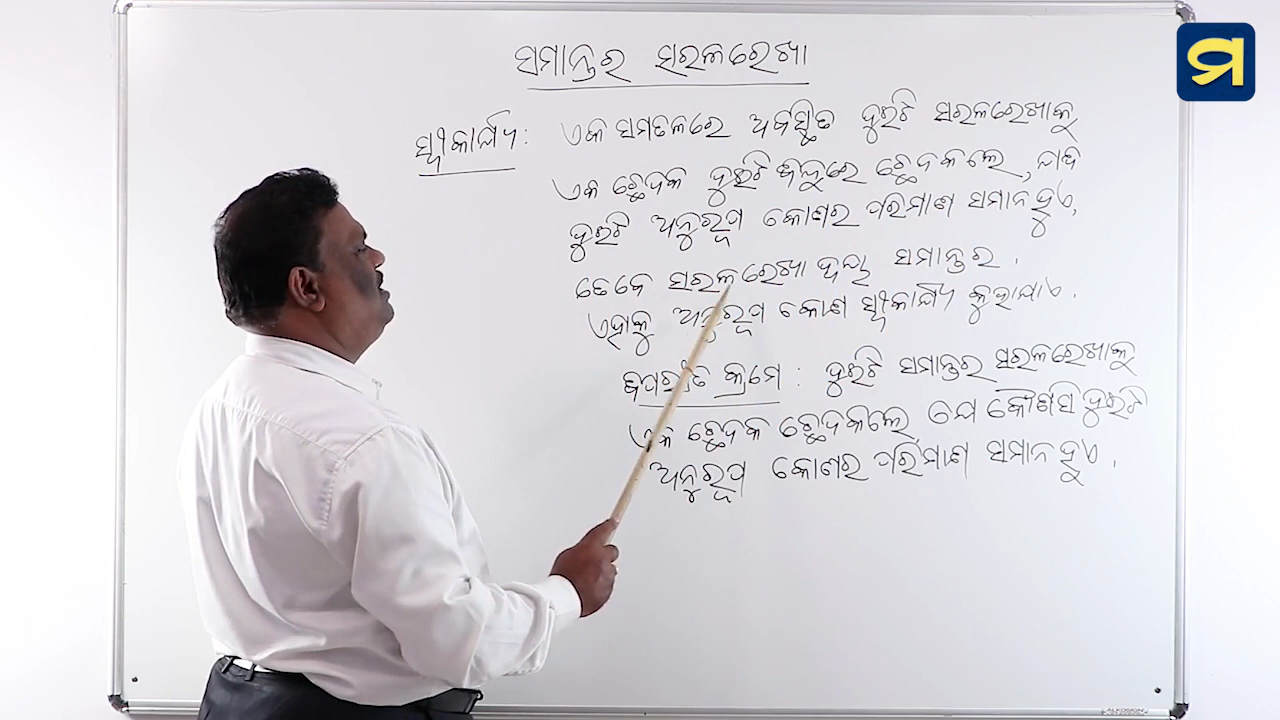 ସମାନ୍ତର ସରଳରେଖା
ସ୍ୱୀକାର୍ଯ୍ୟ: ଏକ ସମତଳରେ ଅବସ୍ଥିତ ଦୁଇଟି ସରଳରେଖାକୁ
ଏକ ଛେଦକ ଦୁଇଟି ବିନ୍ଦୁରେ ଛେଦକଲେ, ଯଦି
ଦୁଇଟି ଅନୁରୂପ କୋଣର ପରିମାଣ ସମାନ ହୁଏ,
ତେବେ ସରଳରେଖା ଦ୍ୱୟ ସମାନ୍ତର.
ଏହାକୁ ଅନୁରୂପ କୋଣ ସ୍ୱୀକାର୍ଯ୍ୟ କୁହାଯାଏ.
ବିପରୀତ କ୍ରମେ: ଦୁଇଟି ସମାନ୍ତର ସରଳରେଖାକୁ
ଏକ ଛେଦକ ଛେଦକଲେ ଯେ କୌଣସି ଦୁଇଟି
ଅନୁରୂପ କୋଣର ପରିମାଣ ସମାନ ହୁଏ.
ମ